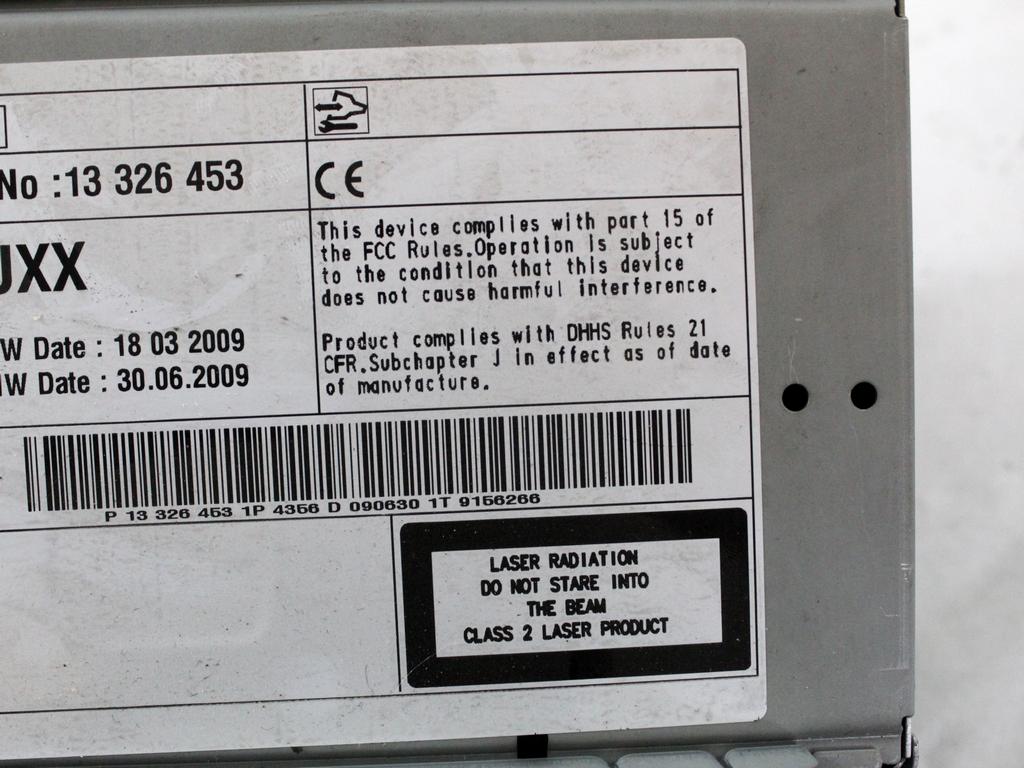 No :13 326 453
CE
JXX
This device complies with part 15 of
the FCC Rules.Operation is subject
to the condition that this device
does not cause harmful interference.
W Date : 18 03 2009
W Date : 30.06.2009
Product complies with DHHS Rules 21
CFR.Subchapter J in effect as of date
of manufacture.
P 13 326 453 1P 4356 D 090630 1T 9156266
LASER RADIATION
DO NOT STARE INTO
THE BEAM
CLASS 2 LASER PRODUCT